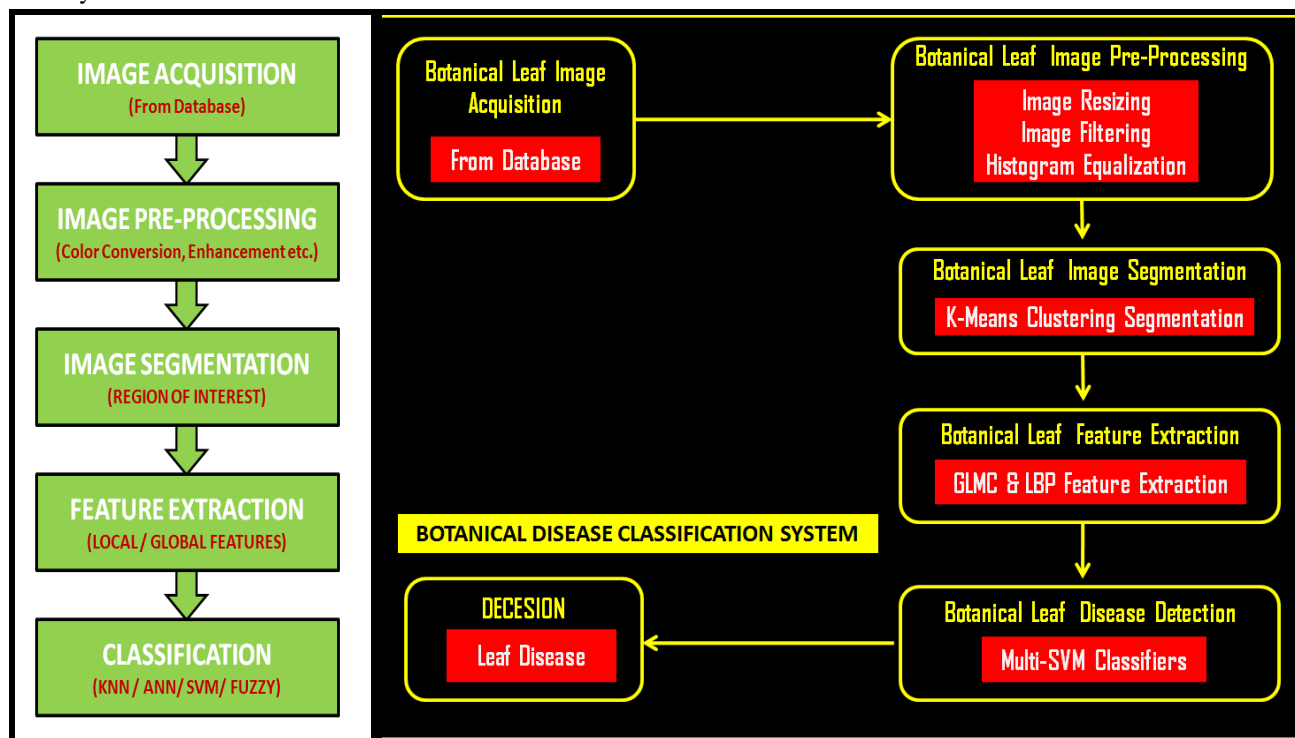 IMAGE ACQUISITION
(From Database)
IMAGE PRE-PROCESSING
(Color Conversion, Enhancement etc.)
IMAGE SEGMENTATION
(REGION OF INTEREST)
FEATURE EXTRACTION
(LOCAL / GLOBAL FEATURES)
CLASSIFICATION
(KNN / ANN/ SVM/ FUZZY)
Botanical Leaf Image
Acquisition
From Database
Botanical Leaf Image Pre-Processing
Image Resizing
Image Filtering
Histogram Equalization
Botanical Leaf Image Segmentation
K-Means Clustering Segmentation
Botanical Leaf Feature Extraction
GLMC & LBP Feature Extraction
BOTANICAL DISEASE CLASSIFICATION SYSTEM
Botanical Leaf Disease Detection
Multi-SVM Classifiers
DECESION
Leaf Disease